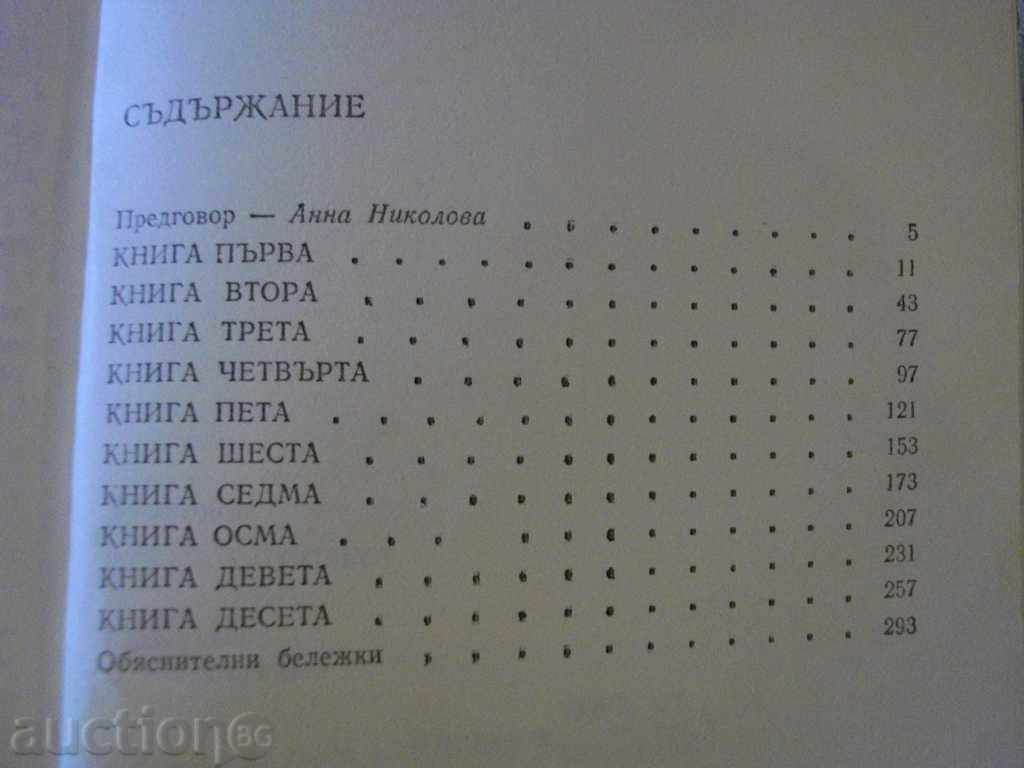 СЪДЪРЖАНИЕ
Предговор — Анна Николова . . . . . . . . . 5
КНИГА ПЪРВА . . . . . . . . . . . . 11
КНИГА ВТОРА . . . . . . . . . . . . 43
КНИГА ТРЕТА . . . . . . . . . . . . 77
КНИГА ЧЕТВЪРТА . . . . . . . . . . . 97
КНИГА ПЕТА . . . . . . . . . . . . 121
КНИГА ШЕСТА . . . . . . . . . . . 153
КНИГА СЕДМА . . . . . . . . . . . 173
КНИГА ОСМА . . . . . . . . . . . 207
КНИГА ДЕВЕТА . . . . . . . . . . . 231
КНИГА ДЕСЕТА . . . . . . . . . . . 257
Обяснителни бележки . . . . . . . . . . 293
auctionBG